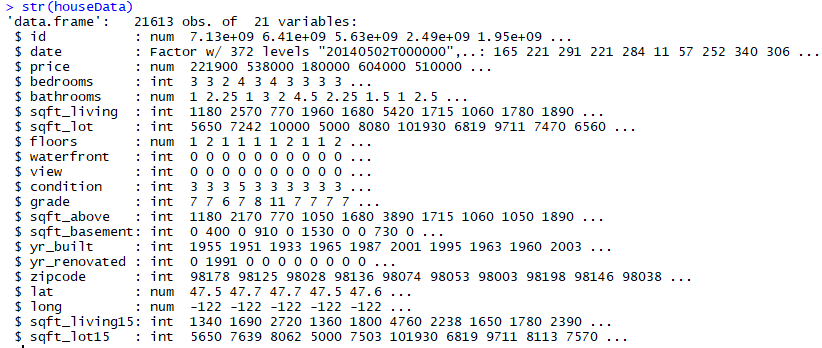 > str(houseData)
'data.frame':   21613 obs. of  21 variables:
 $ id           : num  7.13e+09 6.41e+09 5.63e+09 2.49e+09 1.95e+09 ...
 $ date         : Factor w/ 372 levels "20140502T000000",..: 165 221 291 221 284 11 57 252 340 306 ...
 $ price        : num  221900 538000 180000 604000 510000 ...
 $ bedrooms     : int  3 3 2 4 3 4 3 3 3 3 ...
 $ bathrooms    : num  1 2.25 1 3 2 4.5 2.25 1.5 1 2.5 ...
 $ sqft_living  : int  1180 2570 770 1960 1680 5420 1715 1060 1780 1890 ...
 $ sqft_lot     : int  5650 7242 10000 5000 8080 101930 6819 9711 7470 6560 ...
 $ floors       : num  1 2 1 1 1 1 2 1 1 2 ...
 $ waterfront   : int  0 0 0 0 0 0 0 0 0 0 ...
 $ view         : int  0 0 0 0 0 0 0 0 0 0 ...
 $ condition    : int  3 3 3 5 3 3 3 3 3 3 ...
 $ grade        : int  7 7 6 7 8 11 7 7 7 7 ...
 $ sqft_above   : int  1180 2170 770 1050 1680 3890 1715 1060 1050 1890 ...
 $ sqft_basement: int  0 400 0 910 0 1530 0 0 730 0 ...
 $ yr_built     : int  1955 1951 1933 1965 1987 2001 1995 1963 1960 2003 ...
 $ yr_renovated : int  0 1991 0 0 0 0 0 0 0 0 ...
 $ zipcode      : int  98178 98125 98028 98136 98074 98053 98003 98198 98146 98038 ...
 $ lat          : num  47.5 47.7 47.7 47.5 47.6 ...
 $ long         : num  -122 -122 -122 -122 -122 ...
 $ sqft_living15: int  1340 1690 2720 1360 1800 4760 2238 1650 1780 2390 ...
 $ sqft_lot15   : int  5650 7639 8062 5000 7503 101930 6819 9711 8113 7570 ...